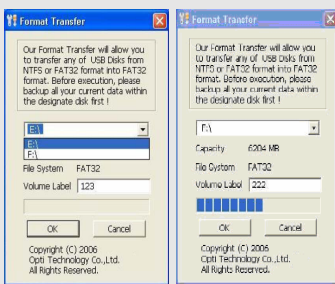 Format Transfer
Our Format Transfer will allow you
to transfer any of USB Disks from
NTFS or FAT32 format into FAT32
format. Before execution, please
backup all your current data within
the designate disk first !
E:\
E:\
F:\
File System FAT32
Volume Label 123
OK Cancel
Copyright (C) 2006
Opti Technology Co.,Ltd.
All Rights Reserved.
Format Transfer
Our Format Transfer will allow you
to transfer any of USB Disks from
NTFS or FAT32 format into FAT32
format. Before execution, please
backup all your current data within
the designate disk first !
F:\
Capacity 6204 MB
File System FAT32
Volume Label 222
OK Cancel
Copyright (C) 2006
Opti Technology Co.,Ltd.
All Rights Reserved.